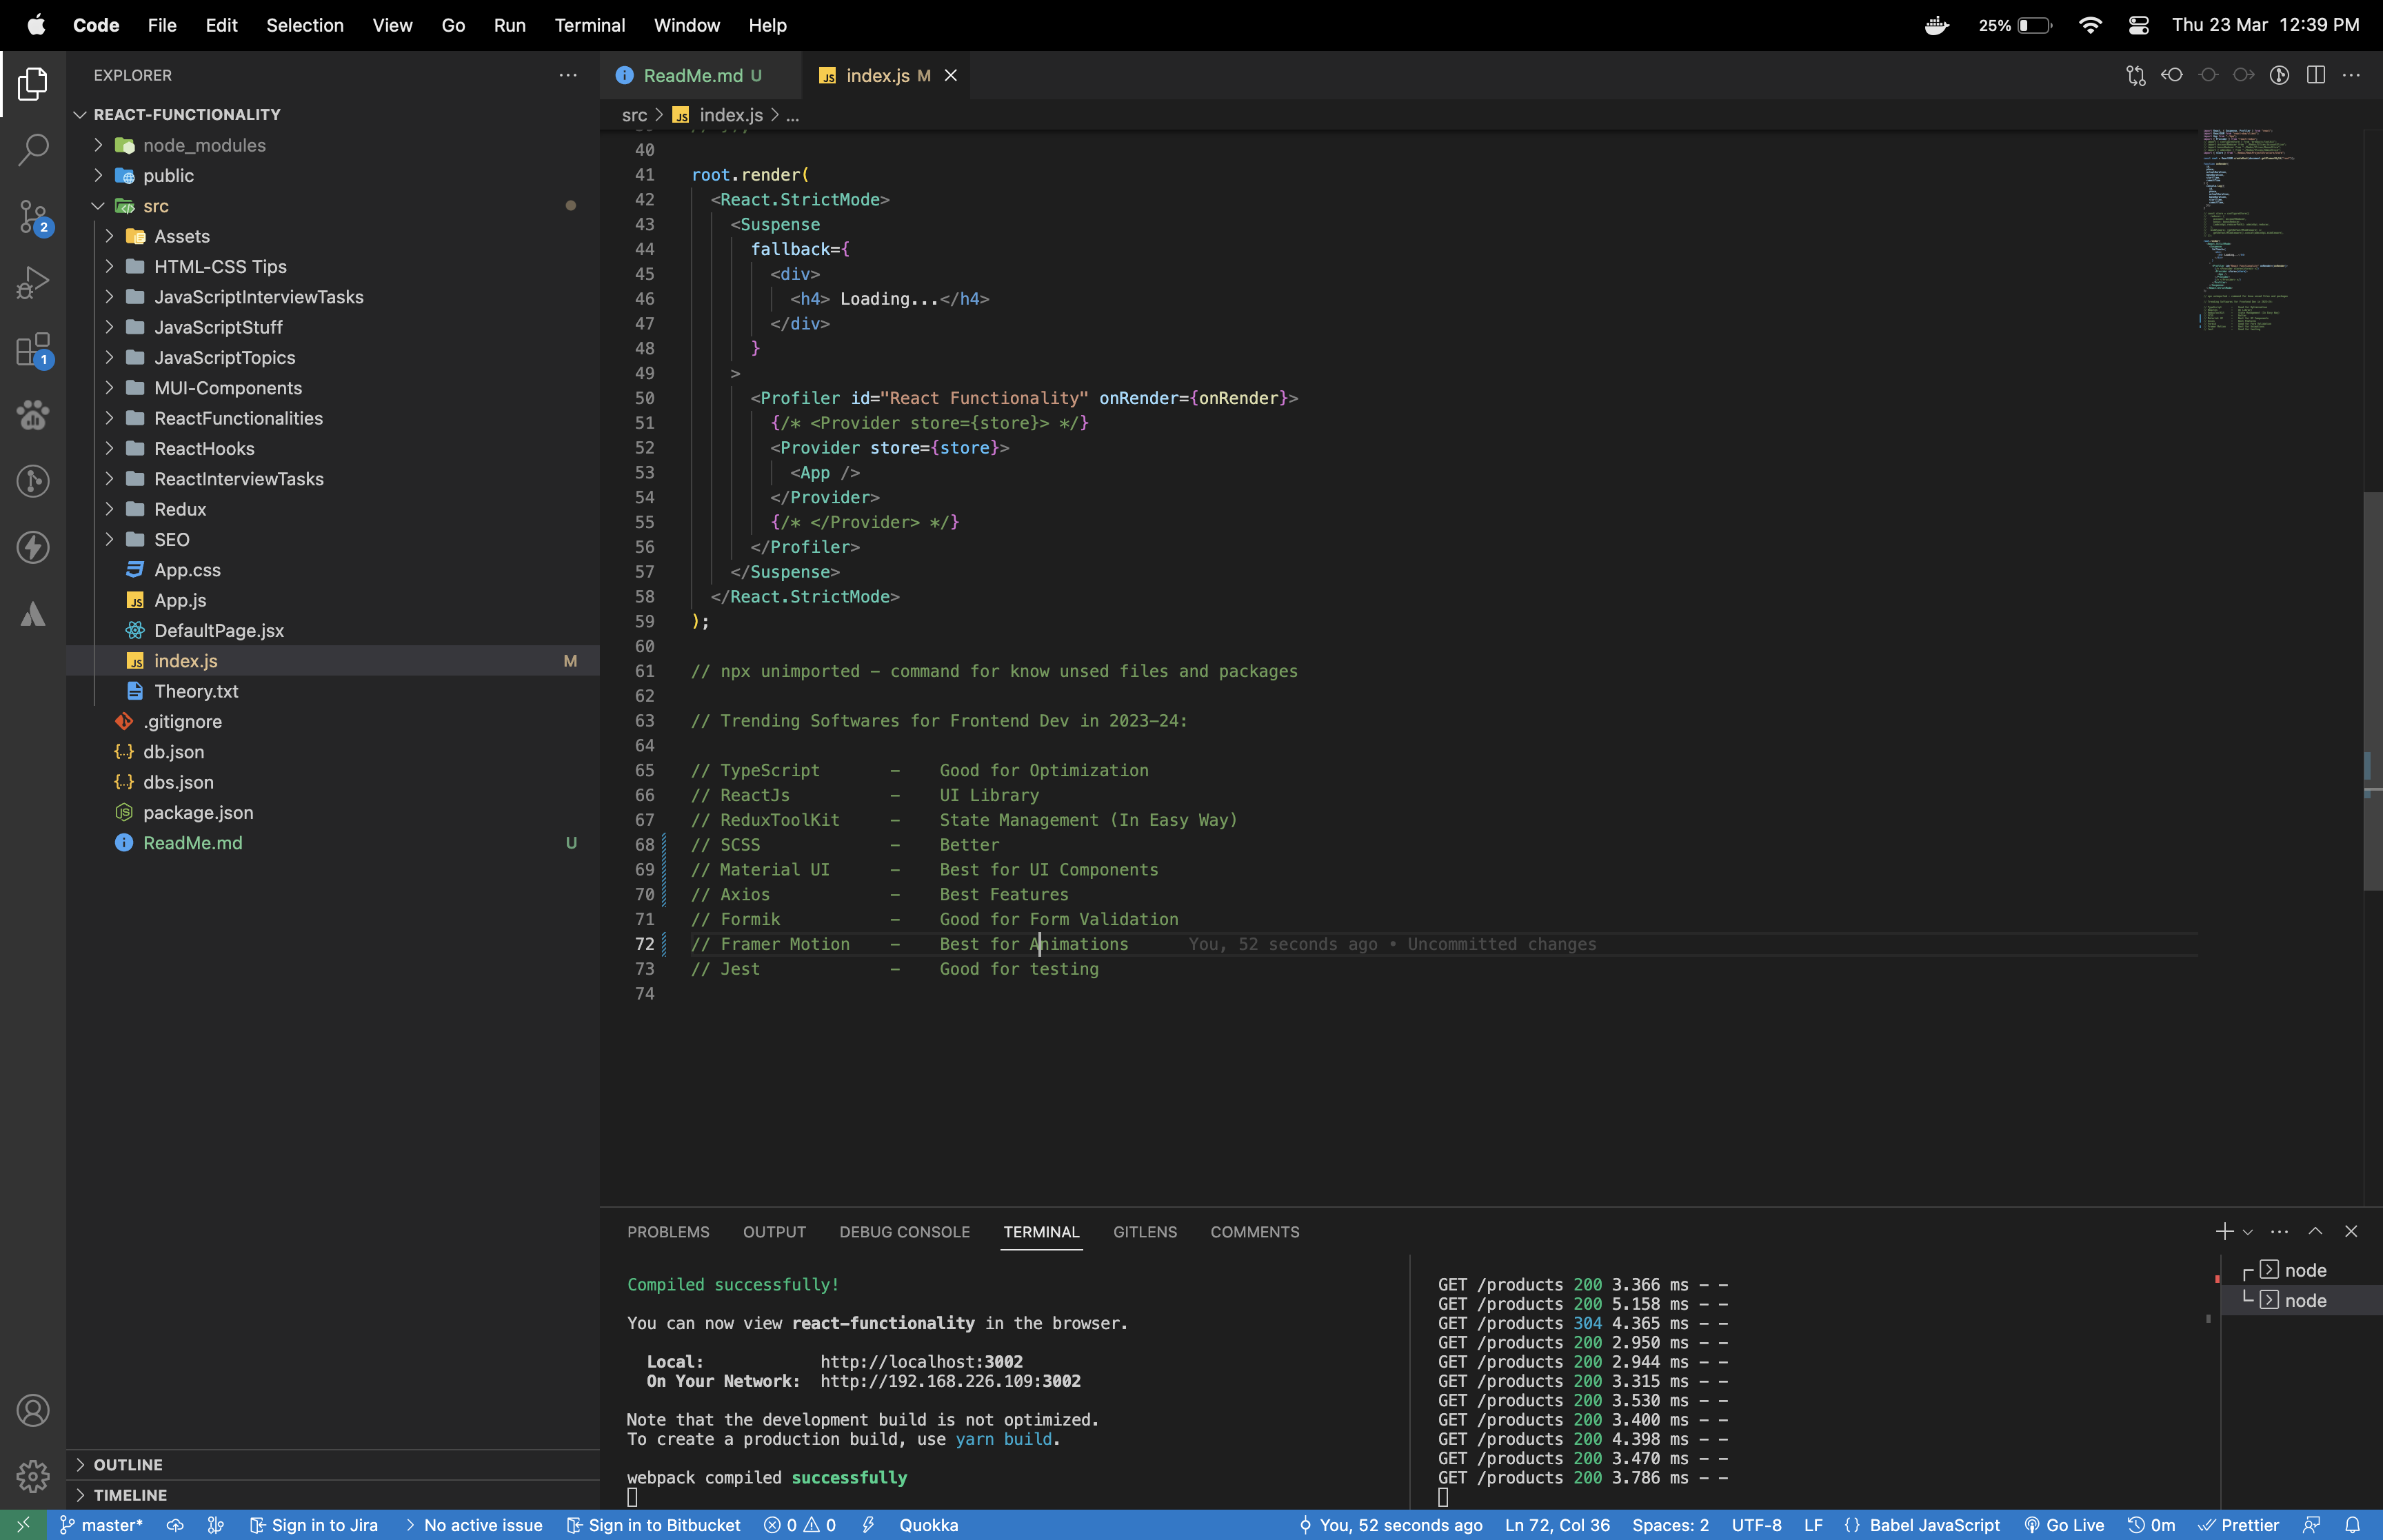 Code File Edit Selection View Go Run Terminal Window Help
25% Thu 23 Mar 12:39 PM
EXPLORER
REACT-FUNCTIONALITY
node_modules
public
src
Assets
HTML-CSS Tips
JavaScriptInterviewTasks
JavaScriptStuff
JavaScriptTopics
MUI-Components
ReactFunctionalities
ReactHooks
ReactInterviewTasks
Redux
SEO
App.css
App.js
DefaultPage.jsx
index.js M
Theory.txt
.gitignore
db.json
dbs.json
package.json
ReadMe.md U
OUTLINE
TIMELINE
2
1
ReadMe.md U
index.js M
src > index.js > ...
40
41 root.render(
42 <React.StrictMode>
43 <Suspense
44 fallback={
45 <div>
46 <h4> Loading...</h4>
47 </div>
48 }
49 >
50 <Profiler id="React Functionality" onRender={onRender}>
51 {/* <Provider store={store}> */}
52 <Provider store={store}>
53 <App />
54 </Provider>
55 {/* </Provider> */}
56 </Profiler>
57 </Suspense>
58 </React.StrictMode>
59 );
60
61 // npx unimported - command for know unsed files and packages
62
63 // Trending Softwares for Frontend Dev in 2023-24:
64
65 // TypeScript - Good for Optimization
66 // ReactJs - UI Library
67 // ReduxToolKit - State Management (In Easy Way)
68 // SCSS - Better
69 // Material UI - Best for UI Components
70 // Axios - Best Features
71 // Formik - Good for Form Validation
72 // Framer Motion - Best for Animations You, 52 seconds ago • Uncommitted changes
73 // Jest - Good for testing
74
PROBLEMS OUTPUT DEBUG CONSOLE TERMINAL GITLENS COMMENTS
Compiled successfully!
You can now view react-functionality in the browser.
Local: http://localhost:3002
On Your Network: http://192.168.226.109:3002
Note that the development build is not optimized.
To create a production build, use yarn build.
webpack compiled successfully
GET /products 200 3.366 ms - -
GET /products 200 5.158 ms - -
GET /products 304 4.365 ms - -
GET /products 200 2.950 ms - -
GET /products 200 2.944 ms - -
GET /products 200 3.315 ms - -
GET /products 200 3.530 ms - -
GET /products 200 3.400 ms - -
GET /products 200 4.398 ms - -
GET /products 200 3.470 ms - -
GET /products 200 3.786 ms - -
node
node
master* Sign in to Jira No active issue Sign in to Bitbucket 0 0 Quokka You, 52 seconds ago Ln 72, Col 36 Spaces: 2 UTF-8 LF {} Babel JavaScript Go Live 0m Prettier